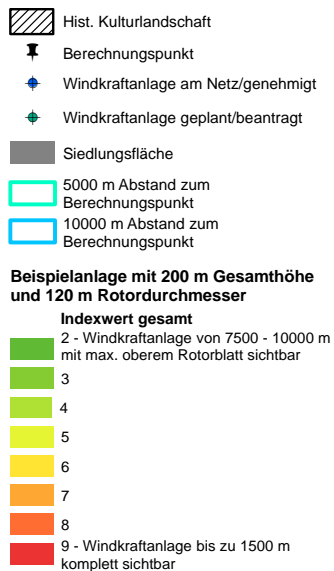 Hist. Kulturlandschaft
Berechnungspunkt
Windkraftanlage am Netz/genehmigt
Windkraftanlage geplant/beantragt
Siedlungsfläche
5000 m Abstand zum
Berechnungspunkt
10000 m Abstand zum
Berechnungspunkt
Beispielanlage mit 200 m Gesamthöhe
und 120 m Rotordurchmesser
Indexwert gesamt
2 - Windkraftanlage von 7500 - 10000 m
mit max. oberem Rotorblatt sichtbar
3
4
5
6
7
8
9 - Windkraftanlage bis zu 1500 m
komplett sichtbar